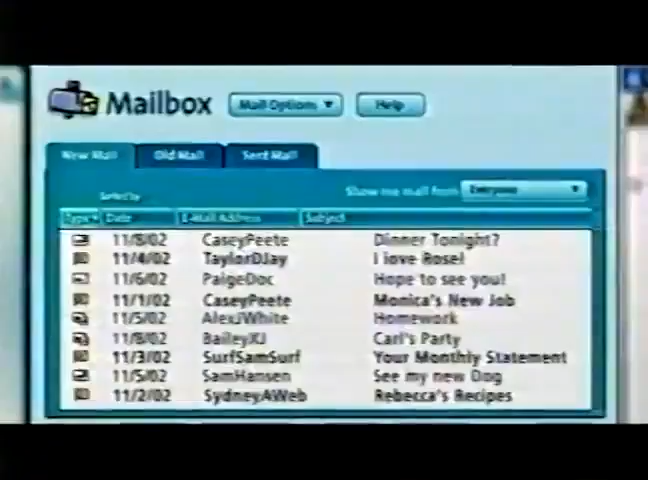 Mailbox Mail Options Help
New Mail Old Mail Sent Mail
Show me mail from Everyone
Type Date E-Mail Address Subject
11/8/02 CaseyPeete Dinner Tonight?
11/4/02 TaylorDJay I love Rose!
11/6/02 PaigeDoc Hope to see you!
11/1/02 CaseyPeete Monica's New Job
11/5/02 AlexJWhite Homework
11/8/02 BaileyXJ Carl's Party
11/3/02 SurfSamSurf Your Monthly Statement
11/5/02 SamHansen See my new Dog
11/2/02 SydneyAWeb Rebecca's Recipes